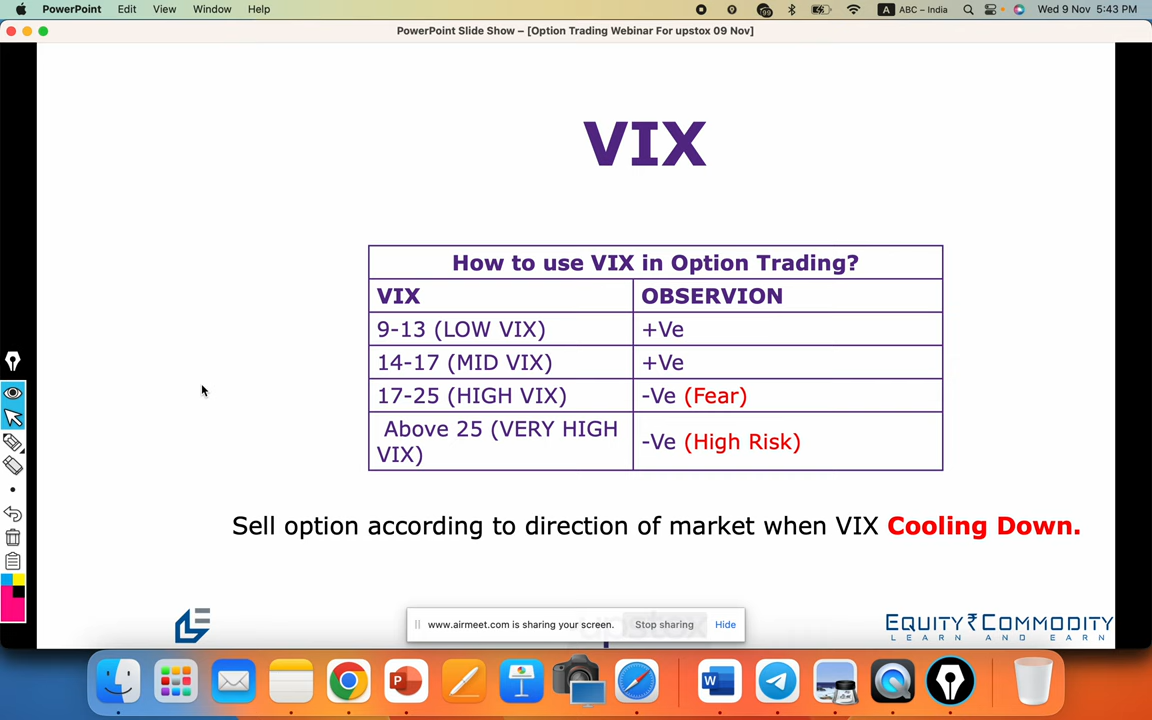 PowerPoint Edit View Window Help
99
A ABC – India Wed 9 Nov 5:43 PM
PowerPoint Slide Show – [Option Trading Webinar For upstox 09 Nov]
VIX
How to use VIX in Option Trading?
VIX OBSERVION
9-13 (LOW VIX) +Ve
14-17 (MID VIX) +Ve
17-25 (HIGH VIX) -Ve (Fear)
Above 25 (VERY HIGH
VIX) -Ve (High Risk)
Sell option according to direction of market when VIX Cooling Down.
www.airmeet.com is sharing your screen. Stop sharing Hide
EQUITY₹COMMODITY
LEARN AND EARN